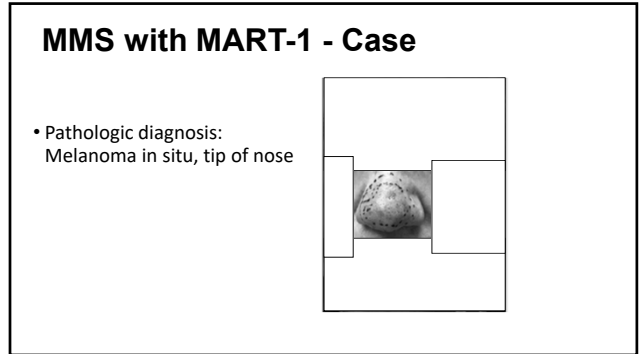 MMS with MART-1 - Case
• Pathologic diagnosis:
Melanoma in situ, tip of nose